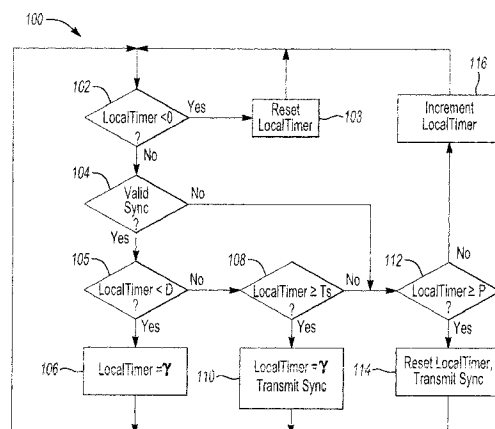 100
102
LocalTimer <0
?
Yes
Reset
LocalTimer
103
116
Increment
LocalTimer
No
104
Valid
Sync
?
No
Yes
105
LocalTimer < D
?
No
108
LocalTimer ≥ Ts
?
No
112
No
LocalTimer ≥ P
?
Yes
Yes
Yes
106
LocalTimer =γ
110
LocalTimer =γ
Transmit Sync
114
Reset LocalTimer,
Transmit Sync